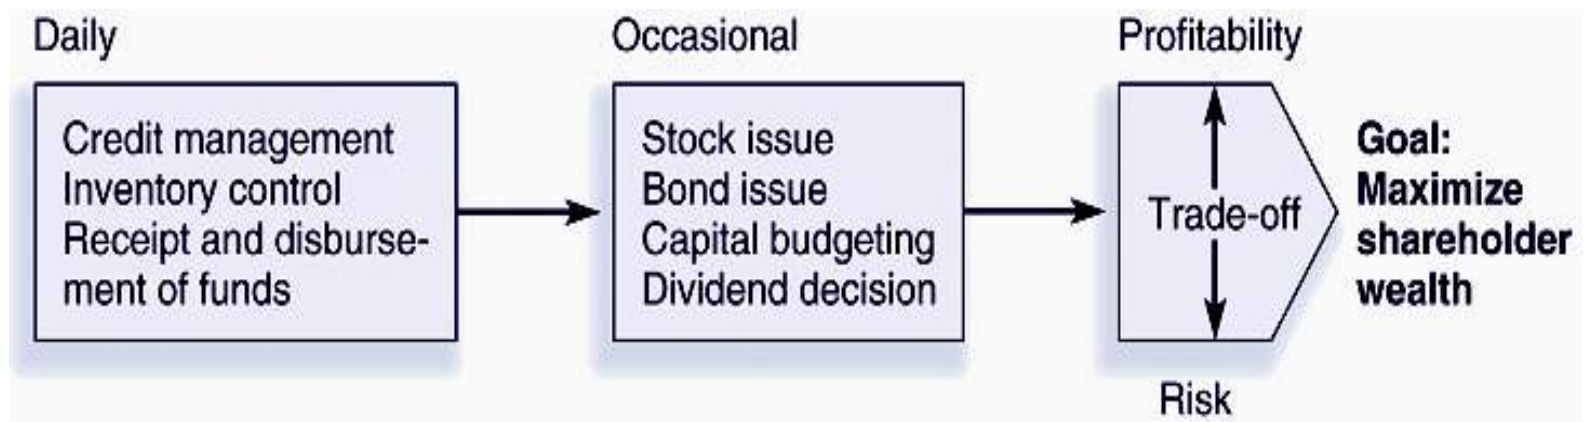 Daily
Credit management
Inventory control
Receipt and disburse-
ment of funds
Occasional
Stock issue
Bond issue
Capital budgeting
Dividend decision
Profitability
Trade-off
Risk
Goal:
Maximize
shareholder
wealth